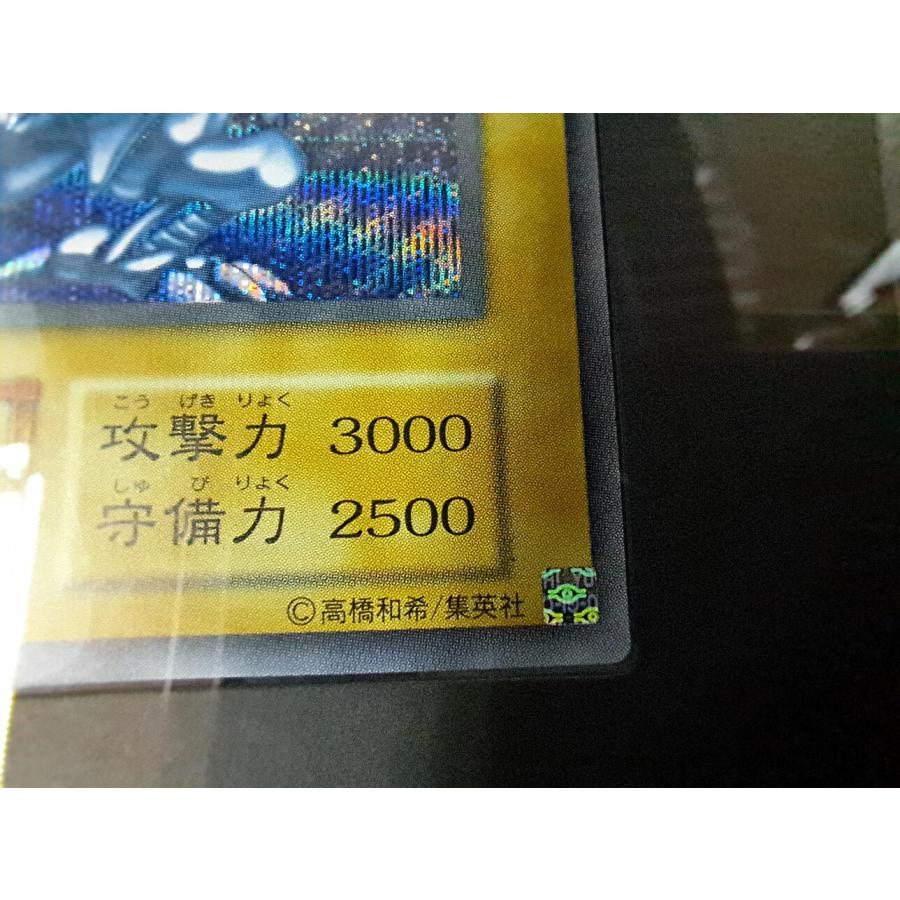 こうげきりょく
攻撃力 3000
しゅびりょく
守備力 2500
©高橋和希/集英社